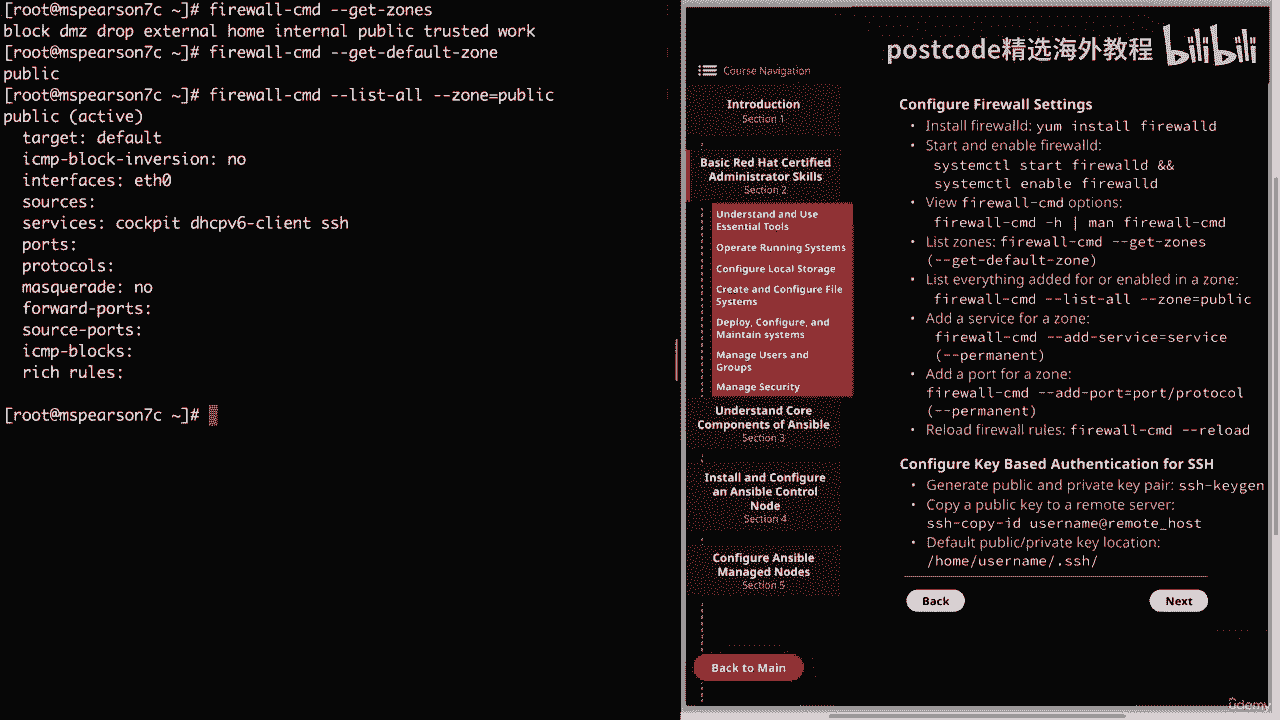 [root@mspearson7c ~]# firewall-cmd --get-zones
block dmz drop external home internal public trusted work
[root@mspearson7c ~]# firewall-cmd --get-default-zone
public
[root@mspearson7c ~]# firewall-cmd --list-all --zone=public
public (active)
target: default
icmp-block-inversion: no
interfaces: eth0
sources:
services: cockpit dhcpv6-client ssh
ports:
protocols:
masquerade: no
forward-ports:
source-ports:
icmp-blocks:
rich rules:
[root@mspearson7c ~]#
postcode精选海外教程 bilibili
Course Navigation
Introduction
Section 1
Basic Red Hat Certified
Administrator Skills
Section 2
Understand and Use
Essential Tools
Operate Running Systems
Configure Local Storage
Create and Configure File
Systems
Deploy, Configure, and
Maintain systems
Manage Users and
Groups
Manage Security
Understand Core
Components of Ansible
Section 3
Install and Configure
an Ansible Control
Node
Section 4
Configure Ansible
Managed Nodes
Section 5
Back to Main
Configure Firewall Settings
• Install firewalld: yum install firewalld
• Start and enable firewalld:
systemctl start firewalld &&
systemctl enable firewalld
• View firewall-cmd options:
firewall-cmd -h | man firewall-cmd
• List zones: firewall-cmd --get-zones
(--get-default-zone)
• List everything added for or enabled in a zone:
firewall-cmd --list-all --zone=public
• Add a service for a zone:
firewall-cmd --add-service=service
(--permanent)
• Add a port for a zone:
firewall-cmd --add-port=port/protocol
(--permanent)
• Reload firewall rules: firewall-cmd --reload
Configure Key Based Authentication for SSH
• Generate public and private key pair: ssh-keygen
• Copy a public key to a remote server:
ssh-copy-id username@remote_host
• Default public/private key location:
/home/username/.ssh/
Back
Next
ûdemy